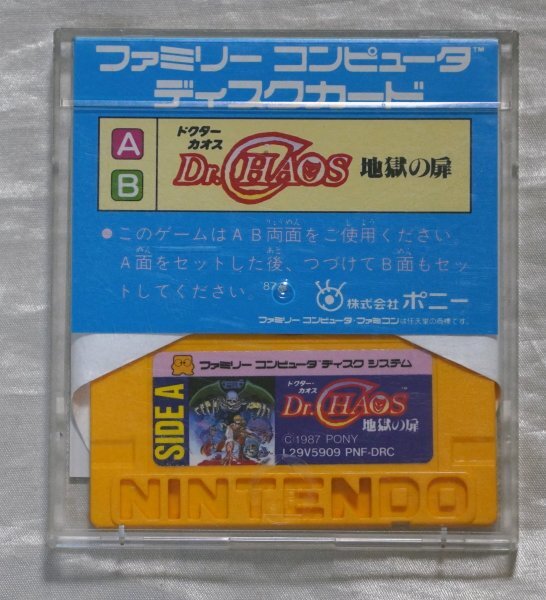 ファミリー コンピュータ™
ディスクカード
A
B
ドクター
カオス
Dr. CHAOS 地獄の扉
●このゲームはAB両面をご使用ください。
A面をセットした後、つづけてB面もセッ
トしてください。
株式会社 ポニー
ファミリー コンピュータ・ファミコンは任天堂の商標です。
ファミリー コンピュータ™ ディスク システム
SIDE A
ドクター・
カオス
Dr. CHAOS™
地獄の扉
©1987 PONY
L29V5909 PNF-DRC
NINTENDO